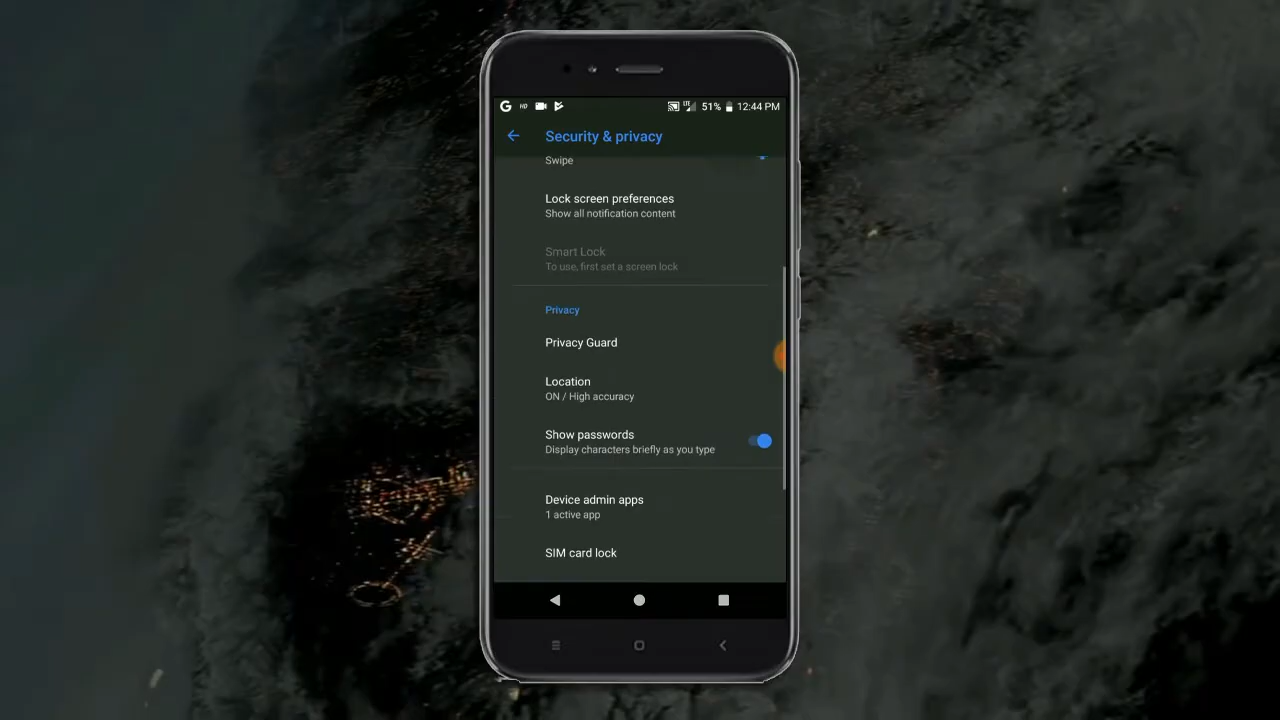 G HD LTE 51% 12:44 PM
Security & privacy
Swipe
Lock screen preferences
Show all notification content
Smart Lock
To use, first set a screen lock
Privacy
Privacy Guard
Location
ON / High accuracy
Show passwords
Display characters briefly as you type
Device admin apps
1 active app
SIM card lock